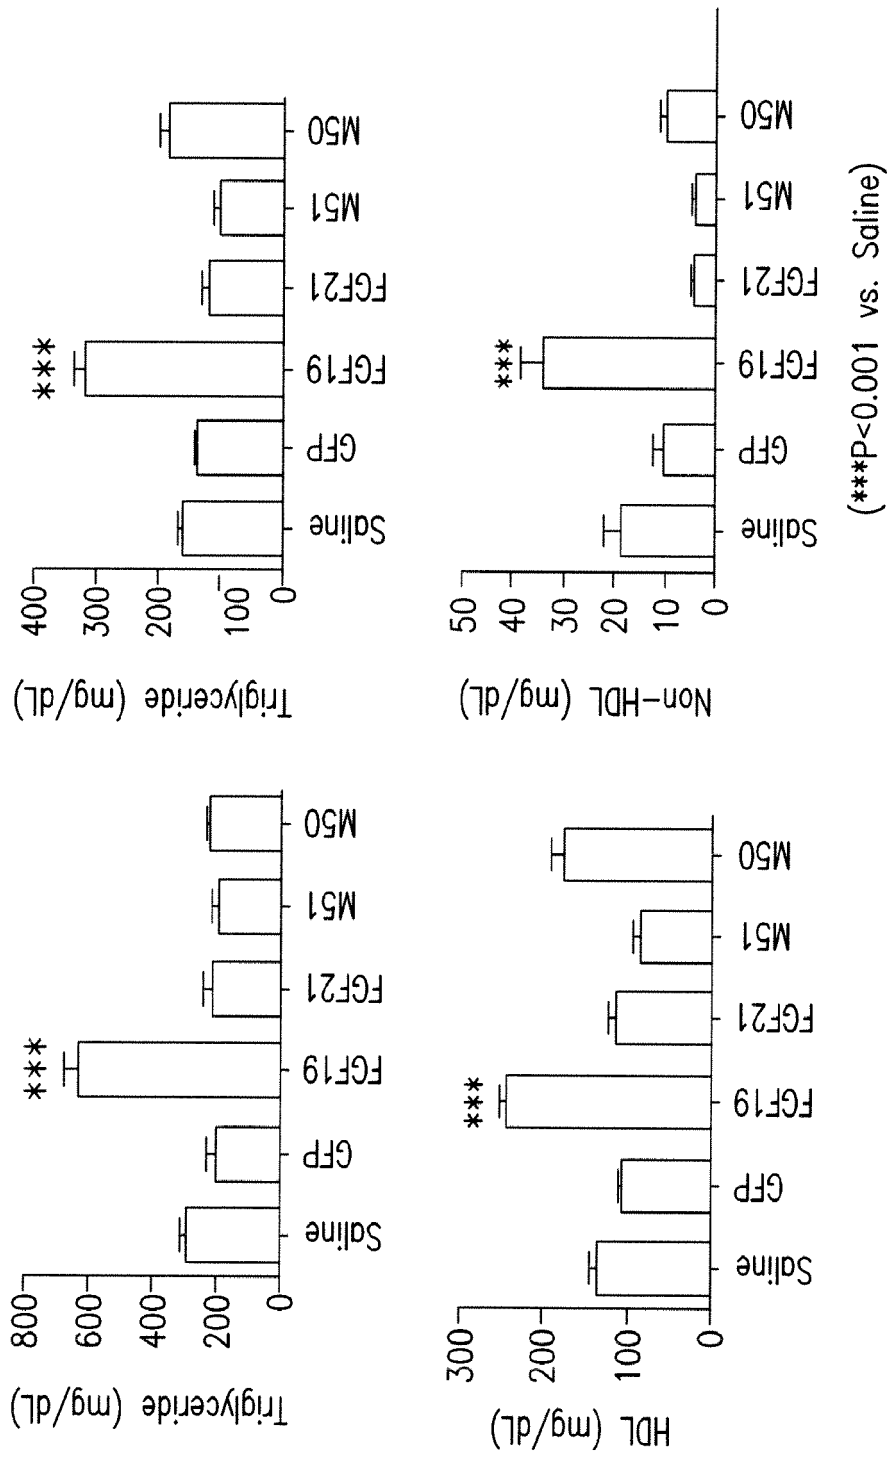 Triglyceride (mg/dL)
800
600
400
200
0
***
Saline
GFP
FGF19
FGF21
M51
M50
Triglyceride (mg/dL)
400
300
200
100
0
***
Saline
GFP
FGF19
FGF21
M51
M50
HDL (mg/dL)
300
200
100
0
***
Saline
GFP
FGF19
FGF21
M51
M50
Non-HDL (mg/dL)
50
40
30
20
10
0
***
Saline
GFP
FGF19
FGF21
M51
M50
(***P<0.001 vs. Saline)